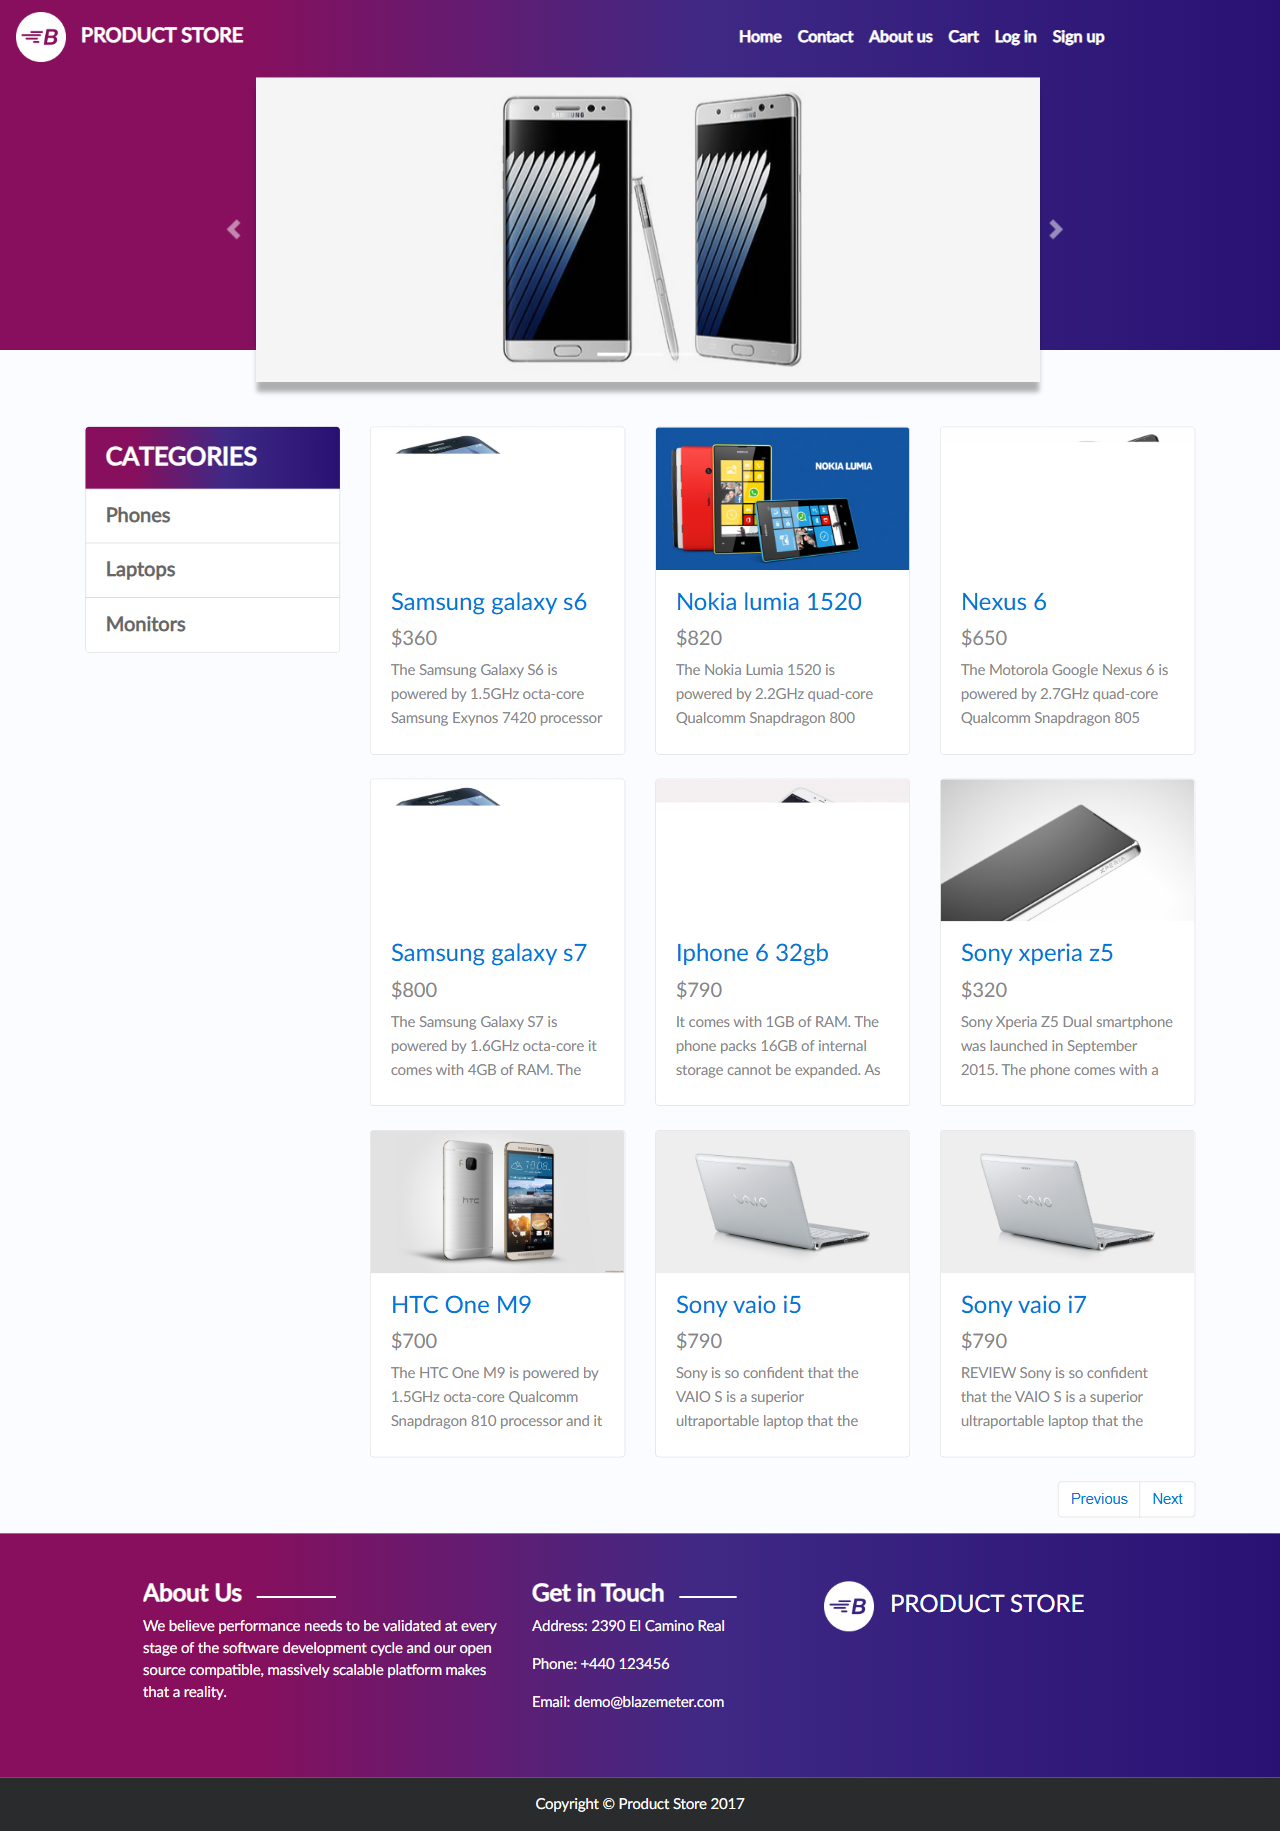 PRODUCT STORE
Home Contact About us Cart Log in Sign up
SAMSUNG
SAMSUNG
CATEGORIES
Phones
Laptops
Monitors
NOKIA LUMIA
Samsung galaxy s6
$360
The Samsung Galaxy S6 is
powered by 1.5GHz octa-core
Samsung Exynos 7420 processor
Nokia lumia 1520
$820
The Nokia Lumia 1520 is
powered by 2.2GHz quad-core
Qualcomm Snapdragon 800
Nexus 6
$650
The Motorola Google Nexus 6 is
powered by 2.7GHz quad-core
Qualcomm Snapdragon 805
Samsung galaxy s7
$800
The Samsung Galaxy S7 is
powered by 1.6GHz octa-core it
comes with 4GB of RAM. The
Iphone 6 32gb
$790
It comes with 1GB of RAM. The
phone packs 16GB of internal
storage cannot be expanded. As
XPERIA
Sony xperia z5
$320
Sony Xperia Z5 Dual smartphone
was launched in September
2015. The phone comes with a
hTC
10:08
HTC One M9
$700
The HTC One M9 is powered by
1.5GHz octa-core Qualcomm
Snapdragon 810 processor and it
VAIO
Sony vaio i5
$790
Sony is so confident that the
VAIO S is a superior
ultraportable laptop that the
VAIO
Sony vaio i7
$790
REVIEW Sony is so confident
that the VAIO S is a superior
ultraportable laptop that the
Previous Next
About Us
We believe performance needs to be validated at every
stage of the software development cycle and our open
source compatible, massively scalable platform makes
that a reality.
Get in Touch
Address: 2390 El Camino Real
Phone: +440 123456
Email: demo@blazemeter.com
B PRODUCT STORE
Copyright © Product Store 2017